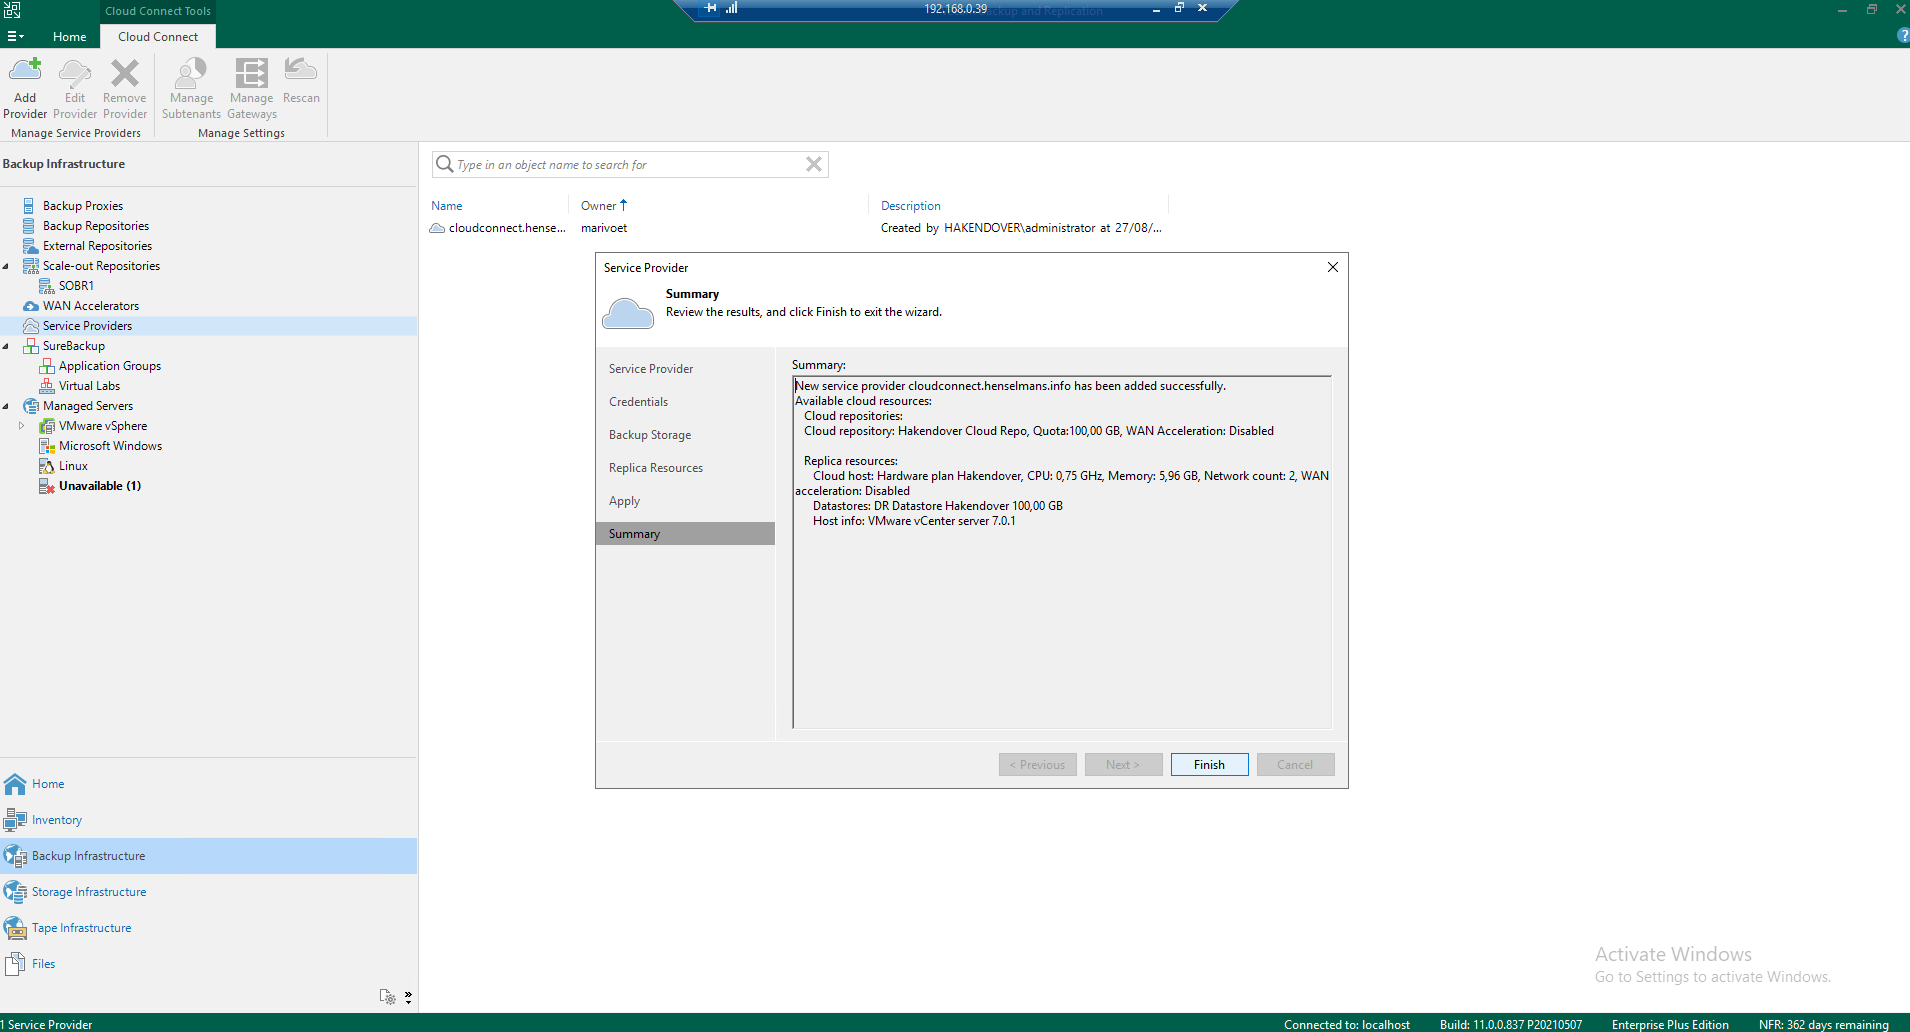 Cloud Connect Tools
192.168.0.39
Backup and Replication
Home
Cloud Connect
Add
Provider
Edit
Provider
Remove
Provider
Manage Service Providers
Manage
Subtenants
Manage
Gateways
Rescan
Manage Settings
Backup Infrastructure
Backup Proxies
Backup Repositories
External Repositories
Scale-out Repositories
SOBR1
WAN Accelerators
Service Providers
SureBackup
Application Groups
Virtual Labs
Managed Servers
VMware vSphere
Microsoft Windows
Linux
Unavailable (1)
Home
Inventory
Backup Infrastructure
Storage Infrastructure
Tape Infrastructure
Files
Type in an object name to search for
Name
Owner
Description
cloudconnect.hense...
marivoet
Created by HAKENDOVER\administrator at 27/08/...
Service Provider
Summary
Review the results, and click Finish to exit the wizard.
Service Provider
Credentials
Backup Storage
Replica Resources
Apply
Summary
Summary:
New service provider cloudconnect.henselmans.info has been added successfully.
Available cloud resources:
Cloud repositories:
Cloud repository: Hakendover Cloud Repo, Quota:100,00 GB, WAN Acceleration: Disabled
Replica resources:
Cloud host: Hardware plan Hakendover, CPU: 0,75 GHz, Memory: 5,96 GB, Network count: 2, WAN
acceleration: Disabled
Datastores: DR Datastore Hakendover 100,00 GB
Host info: VMware vCenter server 7.0.1
< Previous
Next >
Finish
Cancel
Activate Windows
Go to Settings to activate Windows.
1 Service Provider
Connected to: localhost
Build: 11.0.0.837 P20210507
Enterprise Plus Edition
NFR: 362 days remaining